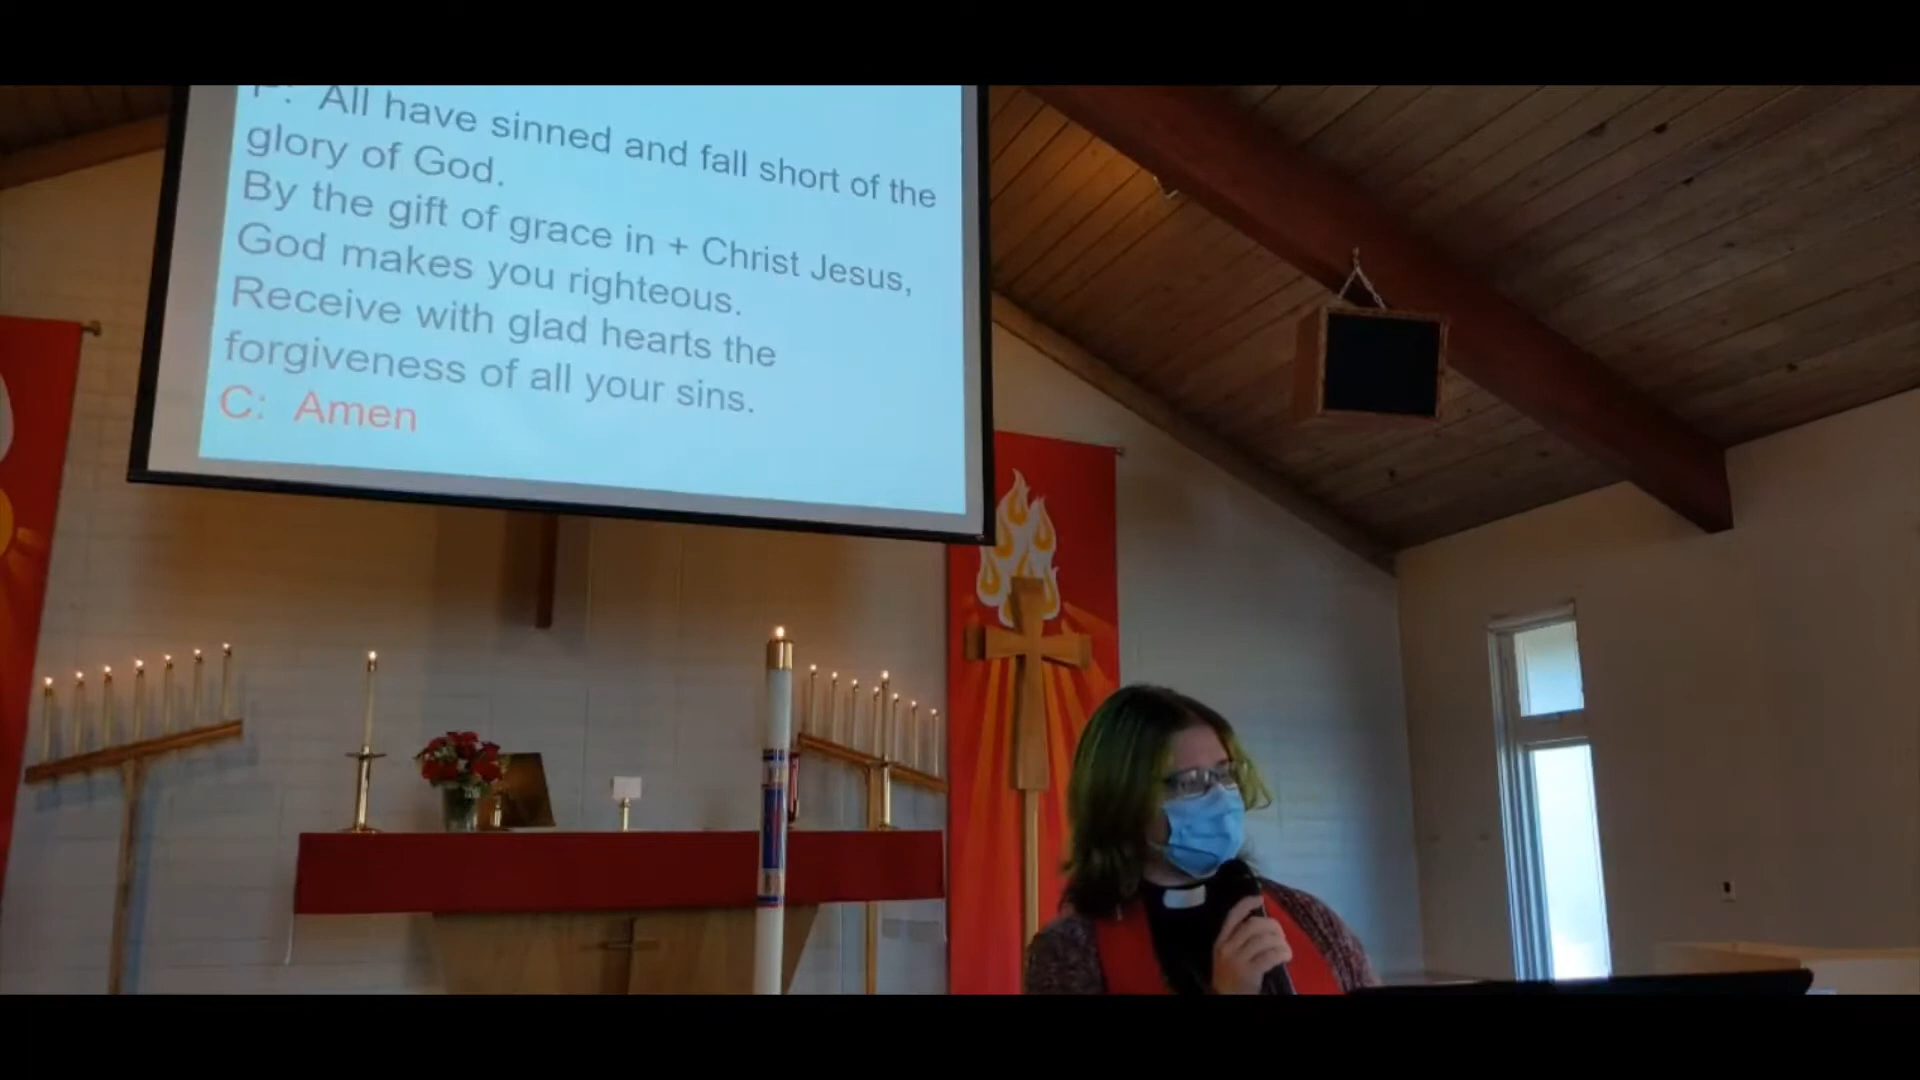 P: All have sinned and fall short of the
glory of God.
By the gift of grace in + Christ Jesus,
God makes you righteous.
Receive with glad hearts the
forgiveness of all your sins.
C: Amen